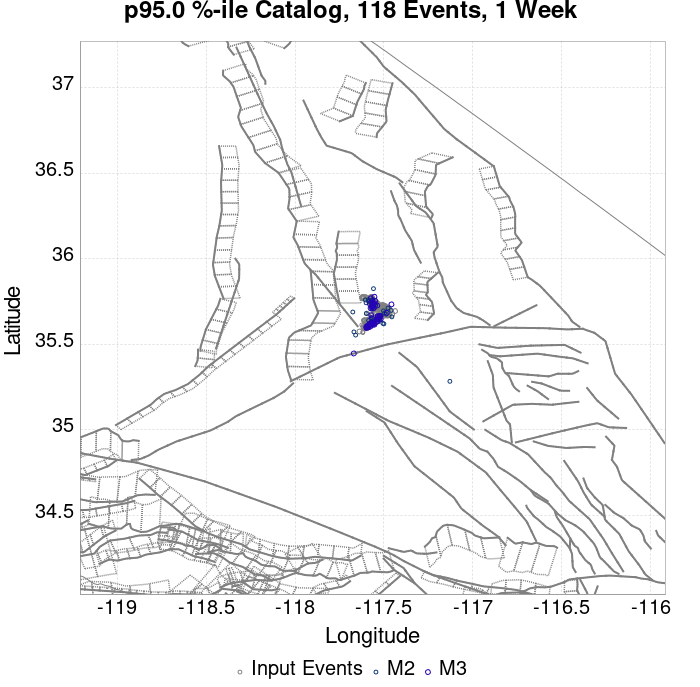 p95.0 %-ile Catalog, 118 Events, 1 Week
37
36.5
36
35.5
35
34.5
Latitude
-119
-118.5
-118
-117.5
-117
-116.5
-116
Longitude
Input Events
M2
M3